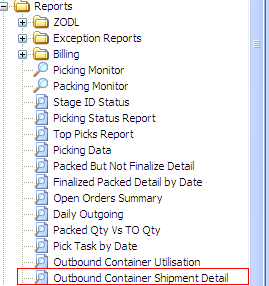 Reports
ZODL
Exception Reports
Billing
Picking Monitor
Packing Monitor
Stage ID Status
Picking Status Report
Top Picks Report
Picking Data
Packed But Not Finalize Detail
Finalized Packed Detail by Date
Open Orders Summary
Daily Outgoing
Packed Qty Vs TO Qty
Pick Task by Date
Outbound Container Utilisation
Outbound Container Shipment Detail